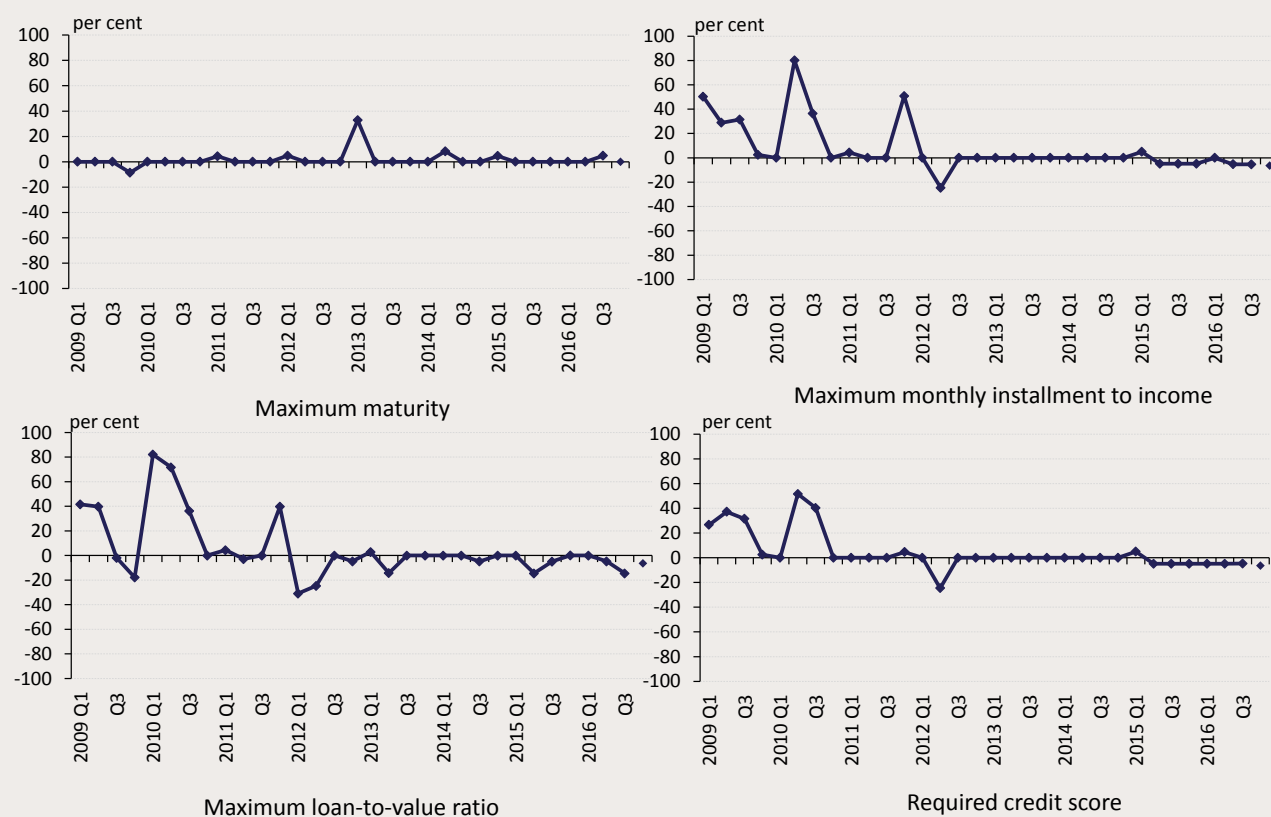 per cent
100
80
60
40
20
0
-20
-40
-60
-80
-100
2009 Q1
Q3
2010 Q1
Q3
2011 Q1
Q3
2012 Q1
Q3
2013 Q1
Q3
2014 Q1
Q3
2015 Q1
Q3
2016 Q1
Q3
Maximum maturity
per cent
100
80
60
40
20
0
-20
-40
-60
-80
-100
2009 Q1
Q3
2010 Q1
Q3
2011 Q1
Q3
2012 Q1
Q3
2013 Q1
Q3
2014 Q1
Q3
2015 Q1
Q3
2016 Q1
Q3
Maximum monthly installment to income
per cent
100
80
60
40
20
0
-20
-40
-60
-80
-100
2009 Q1
Q3
2010 Q1
Q3
2011 Q1
Q3
2012 Q1
Q3
2013 Q1
Q3
2014 Q1
Q3
2015 Q1
Q3
2016 Q1
Q3
Maximum loan-to-value ratio
per cent
100
80
60
40
20
0
-20
-40
-60
-80
-100
2009 Q1
Q3
2010 Q1
Q3
2011 Q1
Q3
2012 Q1
Q3
2013 Q1
Q3
2014 Q1
Q3
2015 Q1
Q3
2016 Q1
Q3
Required credit score